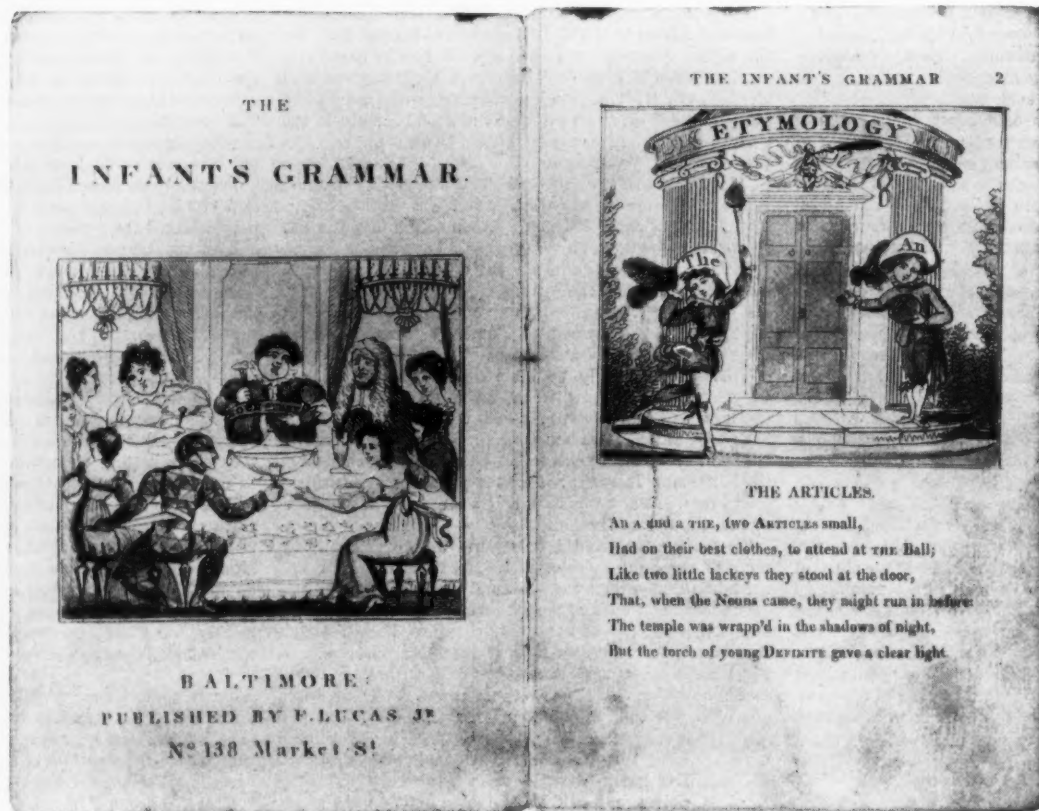 THE
INFANT'S GRAMMAR.
BALTIMORE:
PUBLISHED BY F. LUCAS JR
No 138 Market St
THE INFANT'S GRAMMAR 2
ETYMOLOGY
The
An
THE ARTICLES.
An A and a THE, two ARTICLES small,
Had on their best clothes, to attend at THE Ball;
Like two little lackeys they stood at the door,
That, when the Nouns came, they might run in before:
The temple was wrapp'd in the shadows of night,
But the torch of young DEFINITE gave a clear light